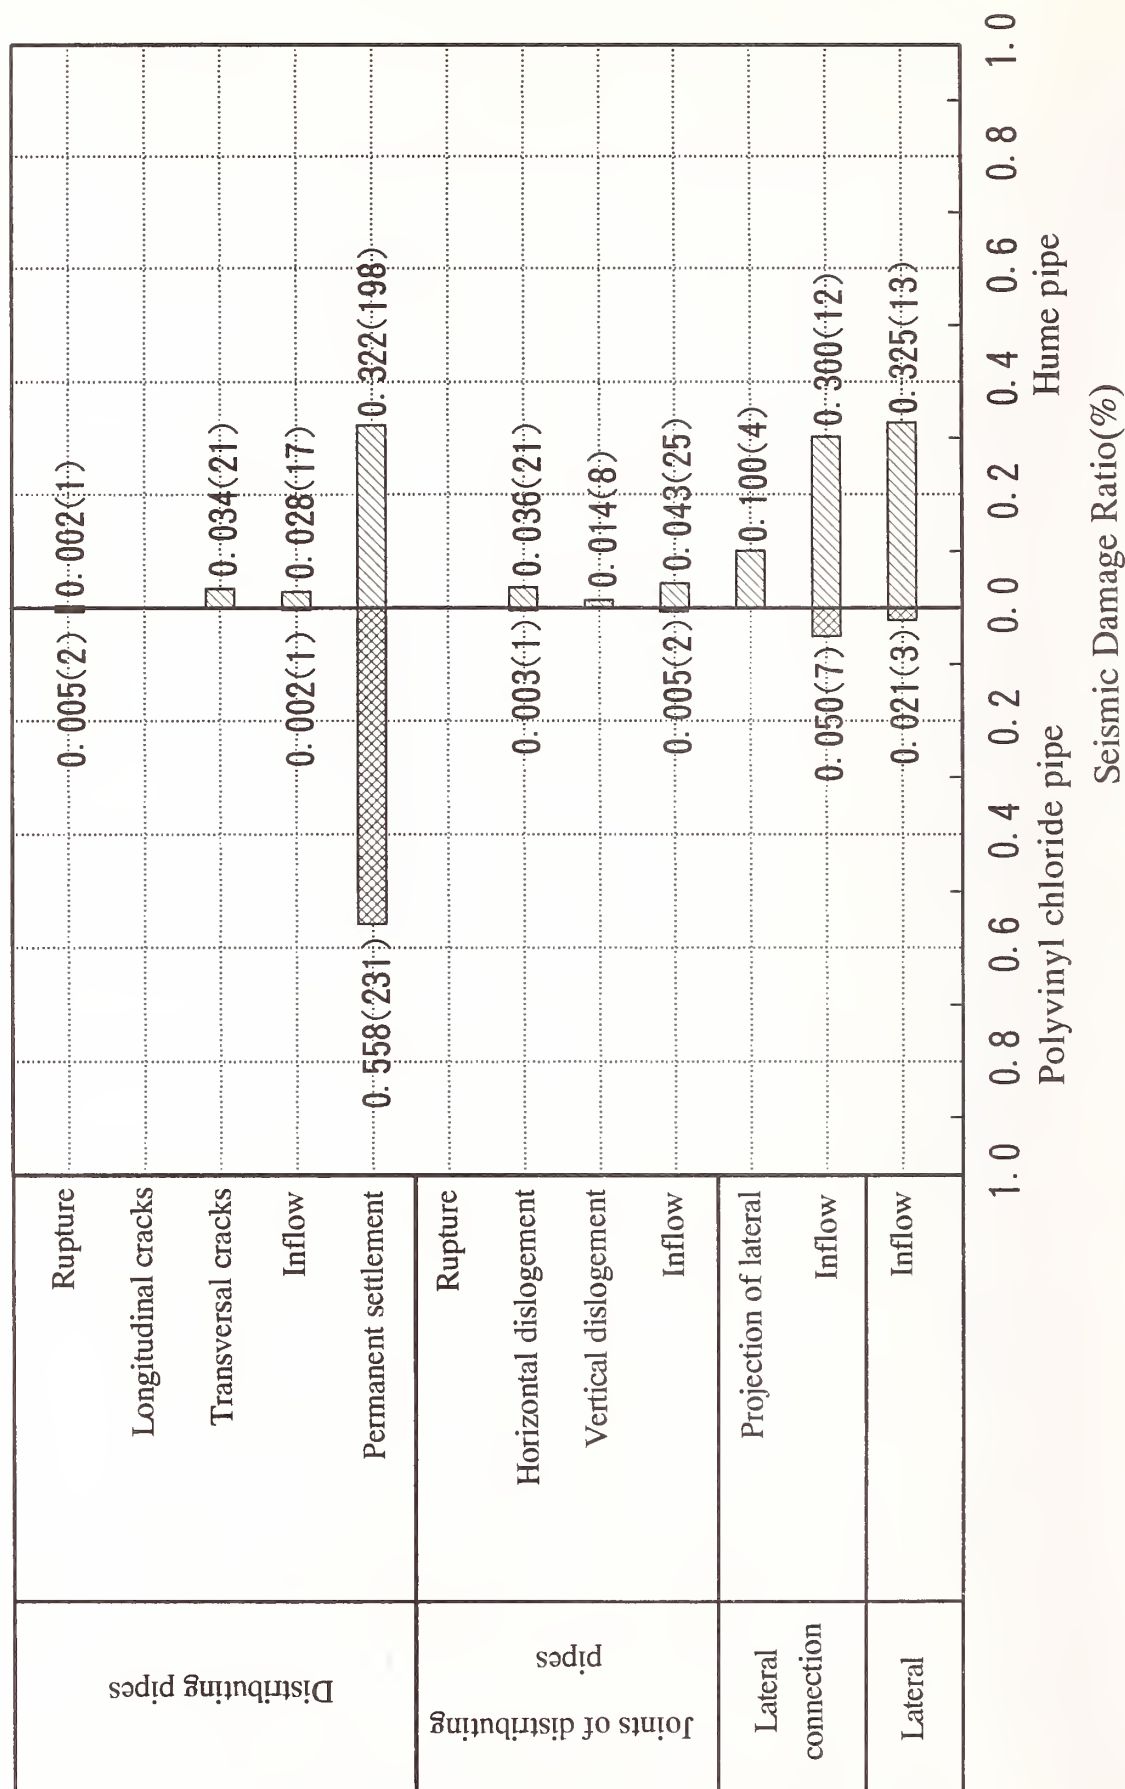 Distributing pipes
Rupture
0.005(2)
0.002(1)
Longitudinal cracks
Transversal cracks
0.034(21)
Inflow
0.002(1)
0.028(17)
Permanent settlement
0.558(231)
0.322(198)
Joints of distributing
pipes
Rupture
Horizontal dislogement
0.003(1)
0.036(21)
Vertical dislogement
0.014(8)
Inflow
0.005(2)
0.043(25)
Lateral
connection
Projection of lateral
0.100(4)
Inflow
0.050(7)
0.300(12)
Lateral
Inflow
0.021(3)
0.325(13)
1.0 0.8 0.6 0.4 0.2 0.0 0.2 0.4 0.6 0.8 1.0
Polyvinyl chloride pipe
Hume pipe
Seismic Damage Ratio(%)